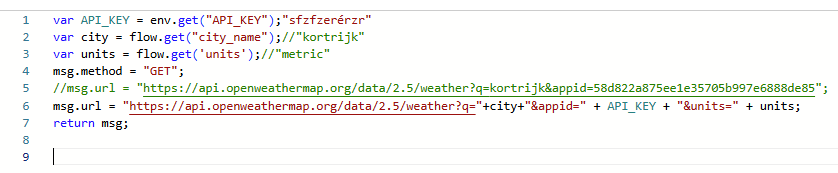 1 var API_KEY = env.get("API_KEY");"sfzfzerérzr"
2 var city = flow.get("city_name");//"kortrijk"
3 var units = flow.get('units');//"metric"
4 msg.method = "GET";
5 //msg.url = "https://api.openweathermap.org/data/2.5/weather?q=kortrijk&appid=58d822a875ee1e35705b997e6888de85";
6 msg.url = "https://api.openweathermap.org/data/2.5/weather?q="+city+"&appid=" + API_KEY + "&units=" + units;
7 return msg;
8
9